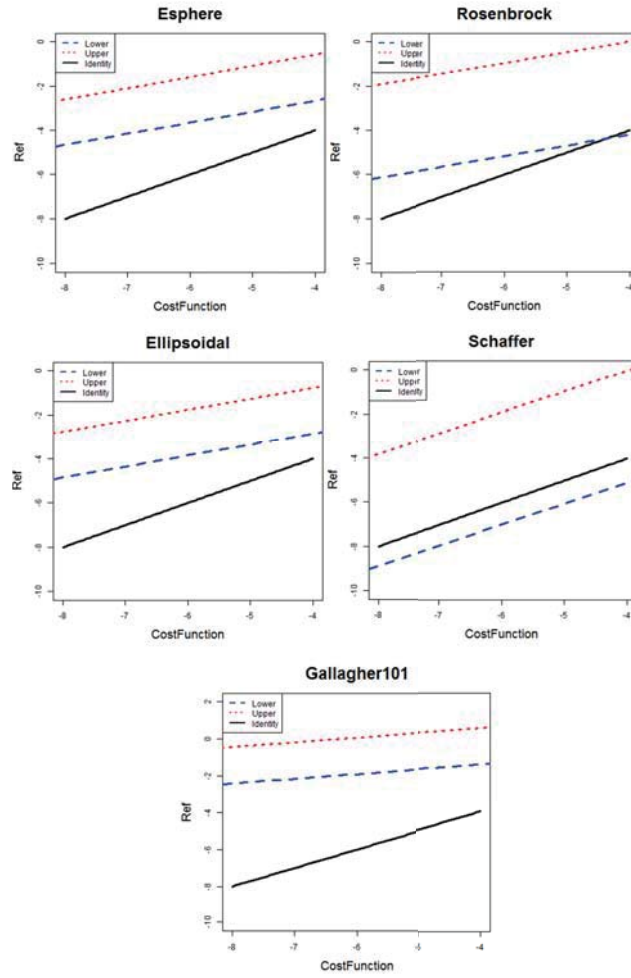 Esphere
Lower
Upper
Identity
0
-2
-4
-6
-8
-10
Ref
-8
-7
-6
-5
-4
CostFunction
Rosenbrock
Lower
Upper
Identity
0
-2
-4
-6
-8
-10
Ref
-8
-7
-6
-5
-4
CostFunction
Ellipsoidal
Lower
Upper
Identity
0
-2
-4
-6
-8
-10
Ref
-8
-7
-6
-5
-4
CostFunction
Schaffer
Lower
Upper
Identity
0
-2
-4
-6
-8
-10
Ref
-8
-7
-6
-5
-4
CostFunction
Gallagher101
Lower
Upper
Identity
2
0
-2
-4
-6
-8
-10
Ref
-8
-7
-6
-5
-4
CostFunction